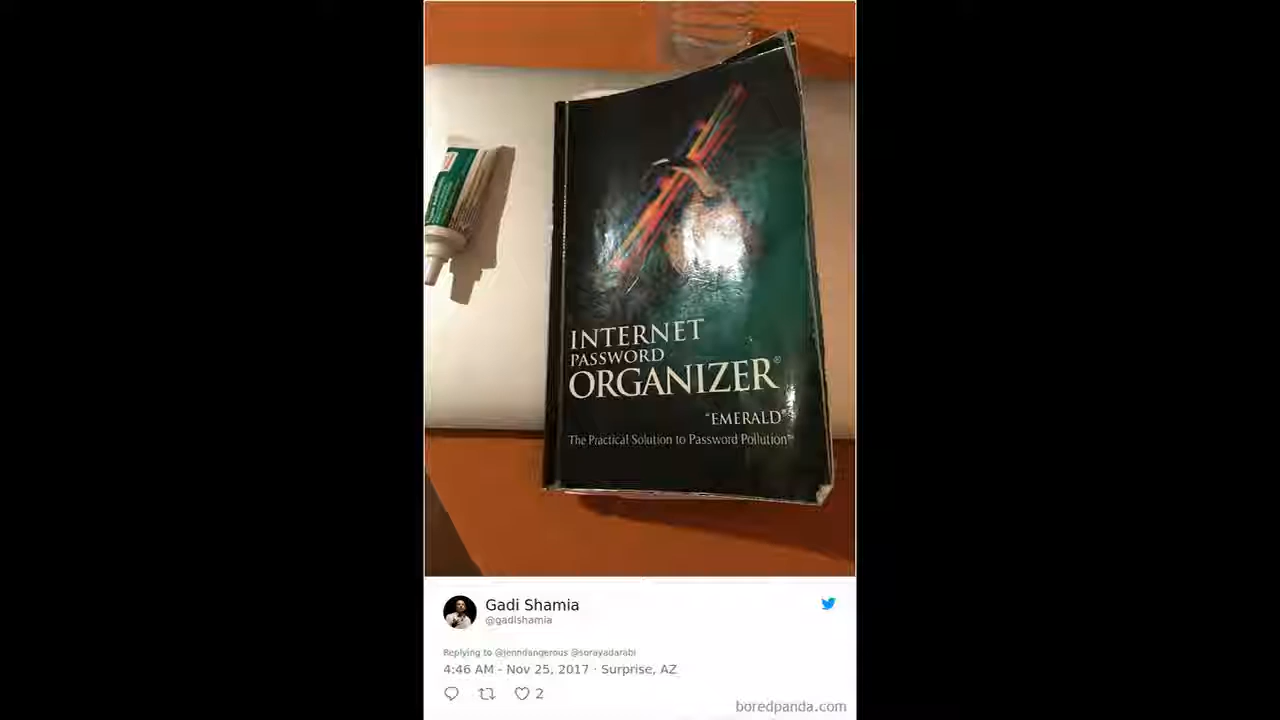 INTERNET
PASSWORD
ORGANIZER®
"EMERALD"
The Practical Solution to Password Pollution™
Gadi Shamia
@gadishamia
Replying to @jenndangerous @sorayadarabi
4:46 AM - Nov 25, 2017 · Surprise, AZ
2
boredpanda.com